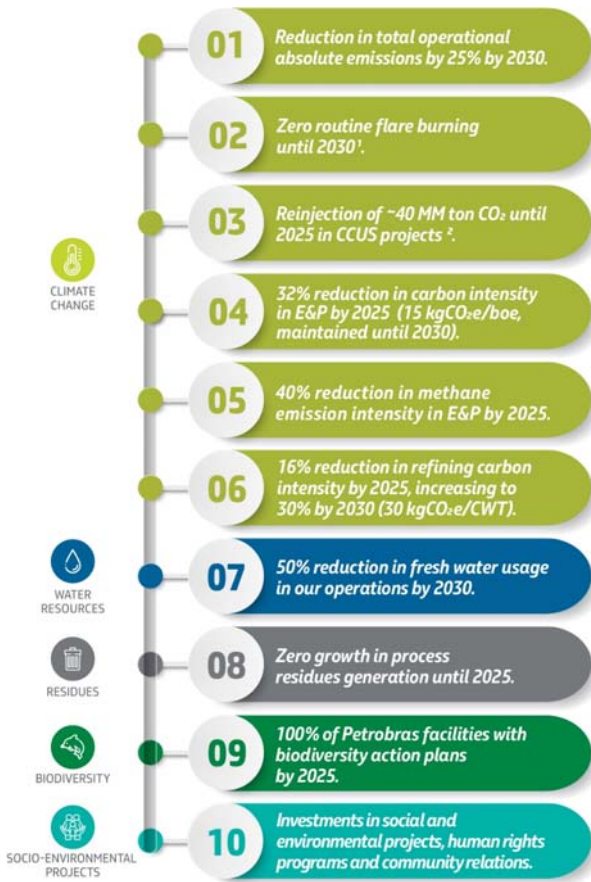 01
Reduction in total operational
absolute emissions by 25% by 2030.
02
Zero routine flare burning
until 2030¹.
03
Reinjection of ~40 MM ton CO₂ until
2025 in CCUS projects ².
CLIMATE
CHANGE
04
32% reduction in carbon intensity
in E&P by 2025 (15 kgCO₂e/boe,
maintained until 2030).
05
40% reduction in methane
emission intensity in E&P by 2025.
06
16% reduction in refining carbon
intensity by 2025, increasing to
30% by 2030 (30 kgCO₂e/CWT).
WATER
RESOURCES
07
50% reduction in fresh water usage
in our operations by 2030.
RESIDUES
08
Zero growth in process
residues generation until 2025.
BIODIVERSITY
09
100% of Petrobras facilities with
biodiversity action plans
by 2025.
SOCIO-ENVIRONMENTAL
PROJECTS
10
Investments in social and
environmental projects, human rights
programs and community relations.